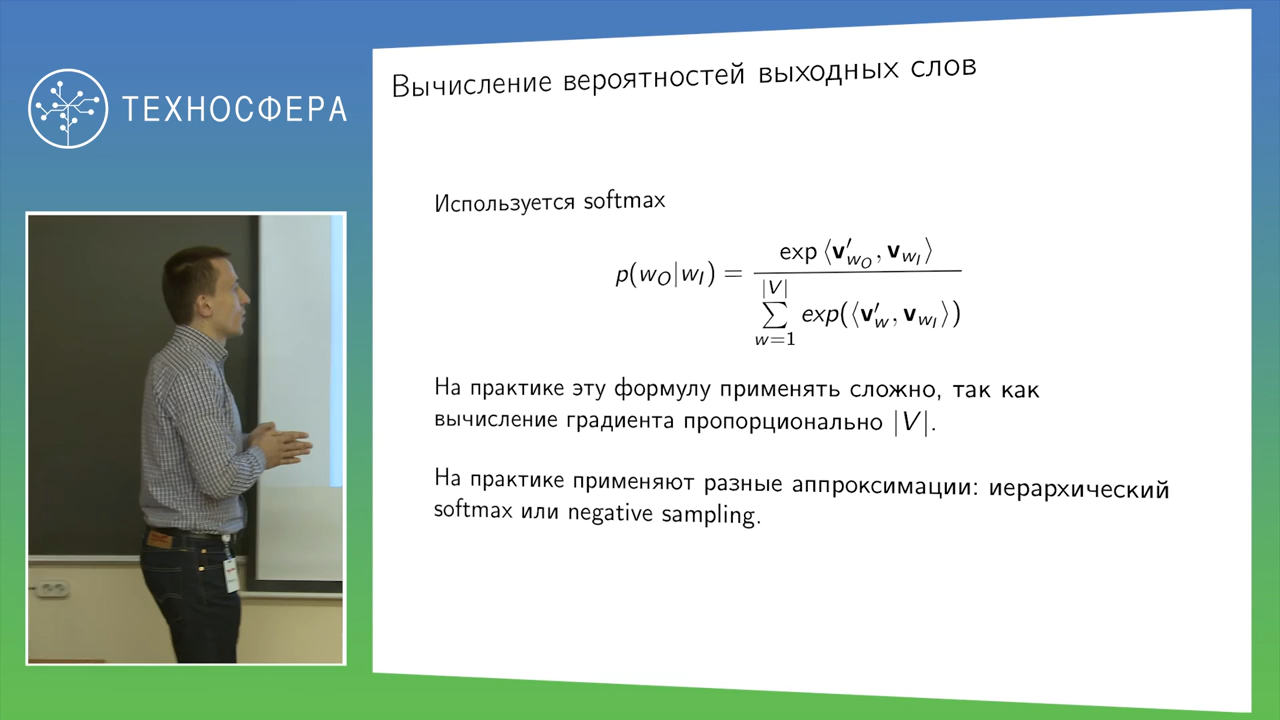 ТЕХНОСФЕРА
Вычисление вероятностей выходных слов
Используется softmax
p(w_O|w_I) = \frac{exp ⟨v′_{w_O}, v_{w_I}⟩}{\sum_{w=1}^{|V|} exp(⟨v′_w, v_{w_I}⟩)}
На практике эту формулу применять сложно, так как
вычисление градиента пропорционально |V|.
На практике применяют разные аппроксимации: иерархический
softmax или negative sampling.